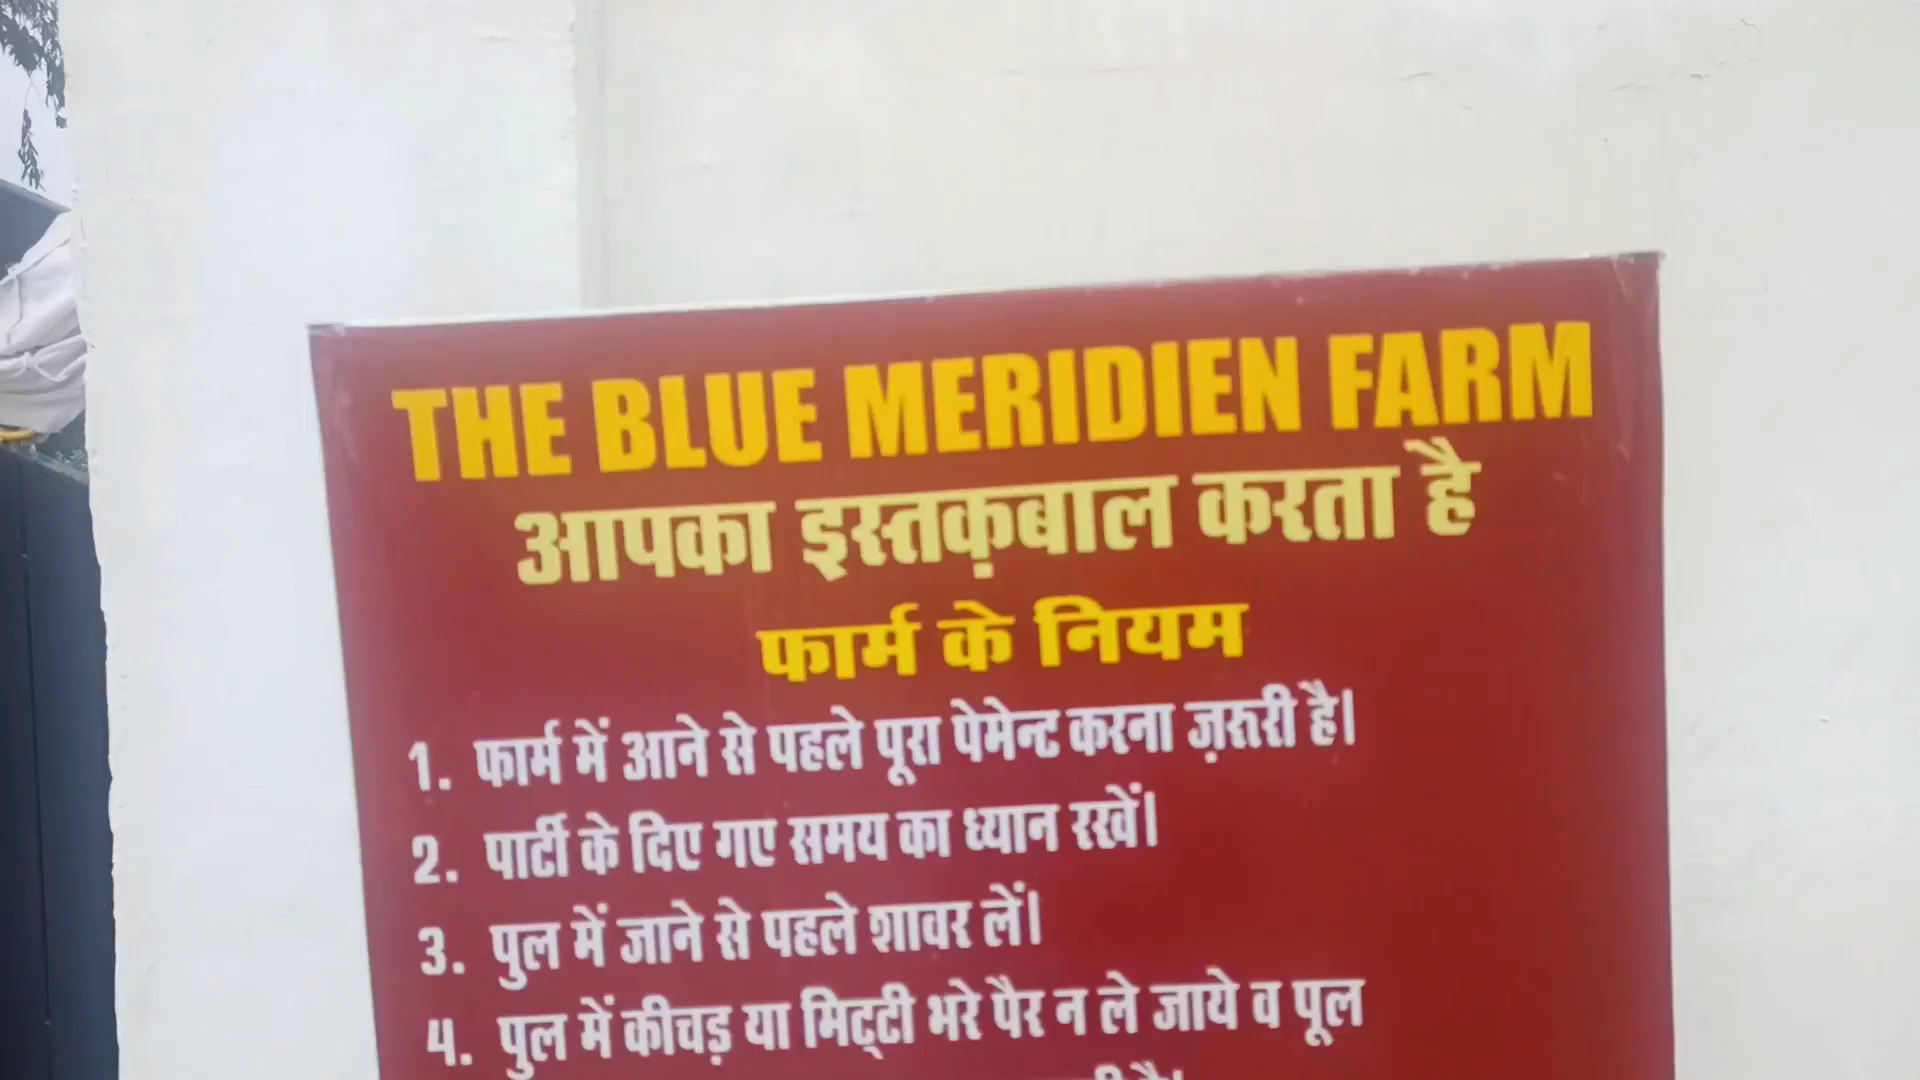 THE BLUE MERIDIEN FARM
आपका इस्तक़बाल करता है
फार्म के नियम
1. फार्म में आने से पहले पूरा पेमेन्ट करना ज़रूरी है।
2. पार्टी के दिए गए समय का ध्यान रखें।
3. पुल में जाने से पहले शावर लें।
4. पुल में कीचड़ या मिट्टी भरे पैर न ले जाये व पूल